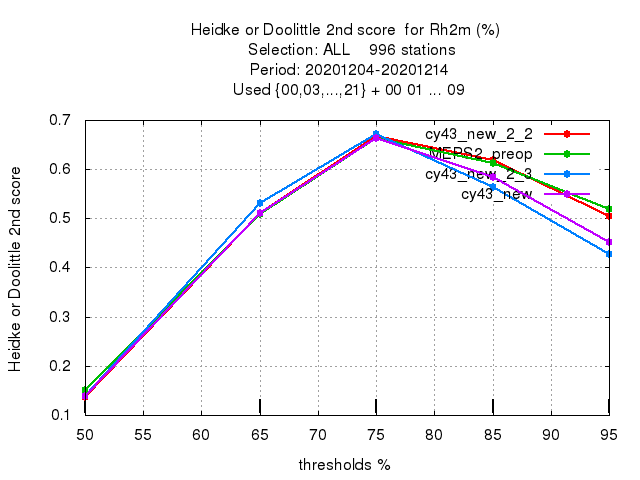 Heidke or Doolittle 2nd score for Rh2m (%)
Selection: ALL 996 stations
Period: 20201204-20201214
Used {00,03,...,21} + 00 01 ... 09
Heidke or Doolittle 2nd score
0.7
0.6
0.5
0.4
0.3
0.2
0.1
cy43_new_2_2
MEPS2_preop
cy43_new_2_3
cy43_new
50 55 60 65 70 75 80 85 90 95
thresholds %